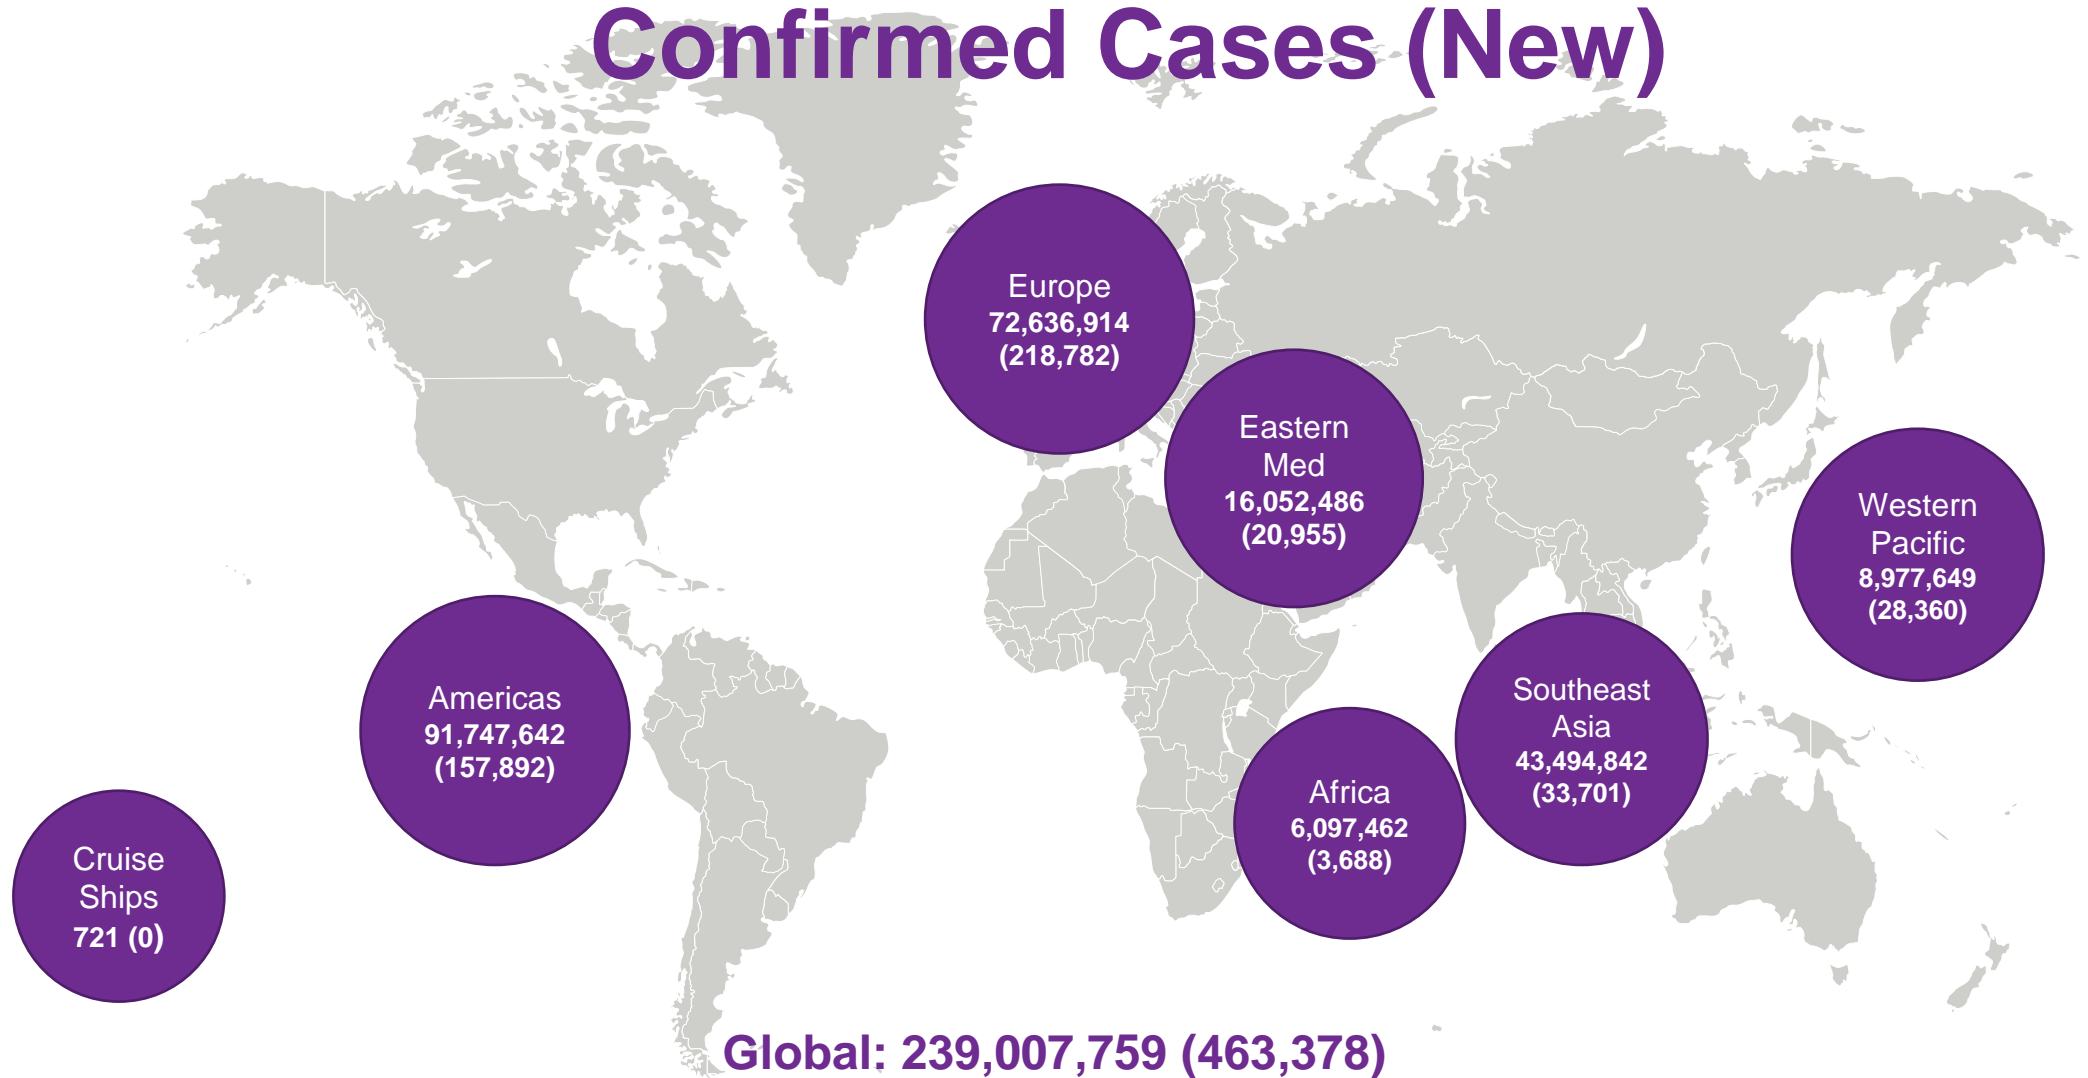 Confirmed Cases (New)
Europe
72,636,914
(218,782)
Eastern
Med
16,052,486
(20,955)
Western
Pacific
8,977,649
(28,360)
Americas
91,747,642
(157,892)
Southeast
Asia
43,494,842
(33,701)
Africa
6,097,462
(3,688)
Cruise
Ships
721 (0)
Global: 239,007,759 (463,378)